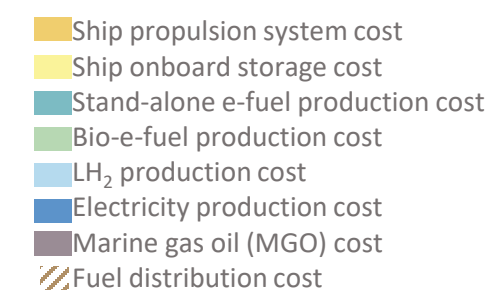 Ship propulsion system cost
Ship onboard storage cost
Stand-alone e-fuel production cost
Bio-e-fuel production cost
LH₂ production cost
Electricity production cost
Marine gas oil (MGO) cost
Fuel distribution cost